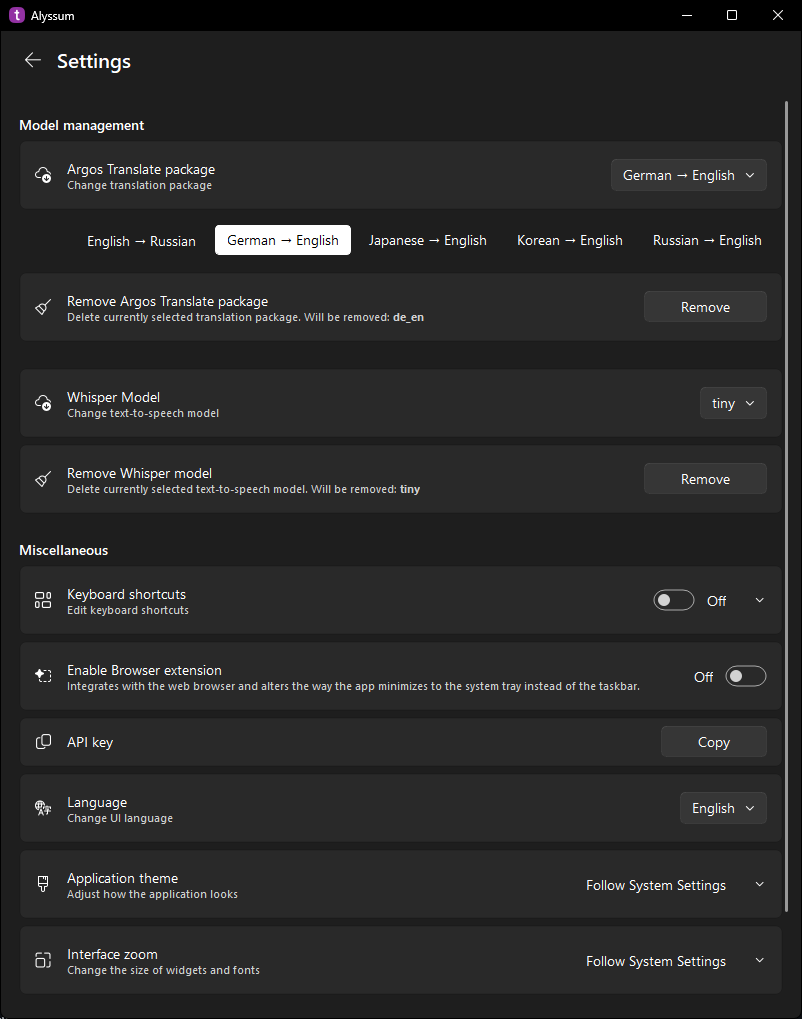 t Alyssum
Settings
Model management
Argos Translate package
Change translation package
German → English
English → Russian
German → English
Japanese → English
Korean → English
Russian → English
Remove Argos Translate package
Delete currently selected translation package. Will be removed: de_en
Remove
Whisper Model
Change text-to-speech model
tiny
Remove Whisper model
Delete currently selected text-to-speech model. Will be removed: tiny
Remove
Miscellaneous
Keyboard shortcuts
Edit keyboard shortcuts
Off
Enable Browser extension
Integrates with the web browser and alters the way the app minimizes to the system tray instead of the taskbar.
Off
API key
Copy
Language
Change UI language
English
Application theme
Adjust how the application looks
Follow System Settings
Interface zoom
Change the size of widgets and fonts
Follow System Settings